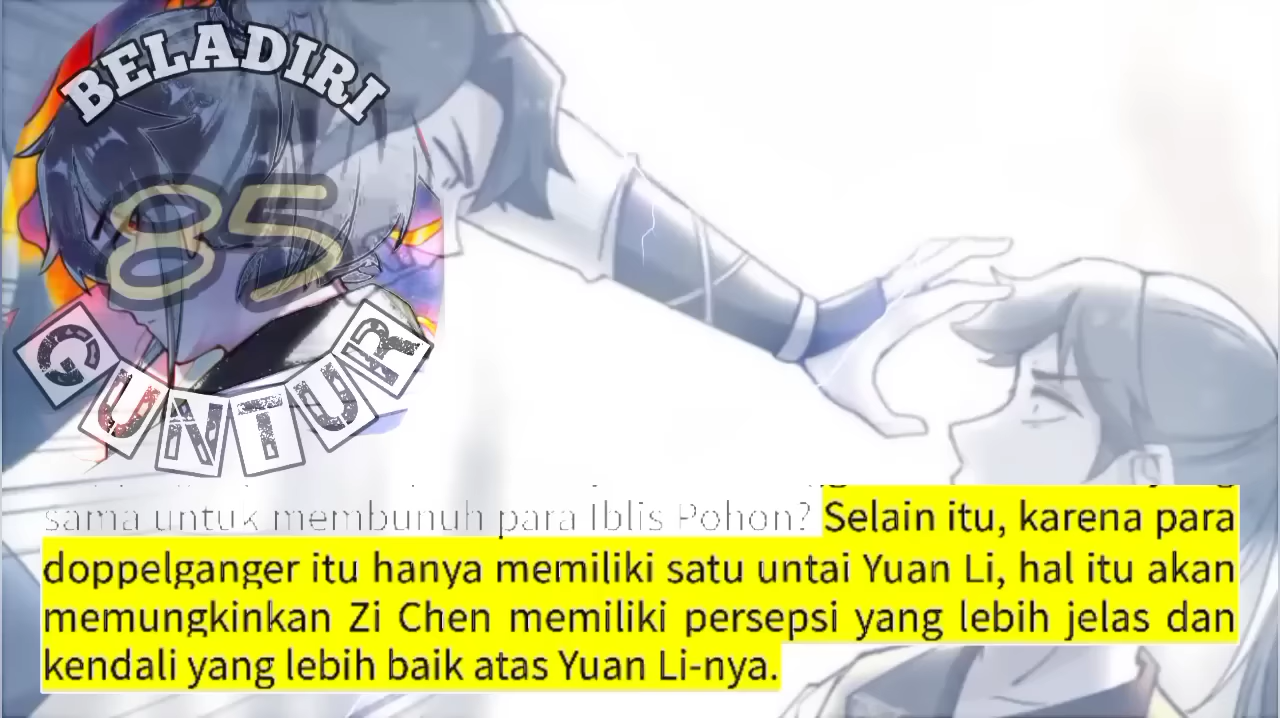 BELADIRI
85
GUNTUR
sama untuk membunuh para Iblis Pohon? Selain itu, karena para
doppelganger itu hanya memiliki satu untai Yuan Li, hal itu akan
memungkinkan Zi Chen memiliki persepsi yang lebih jelas dan
kendali yang lebih baik atas Yuan Li-nya.